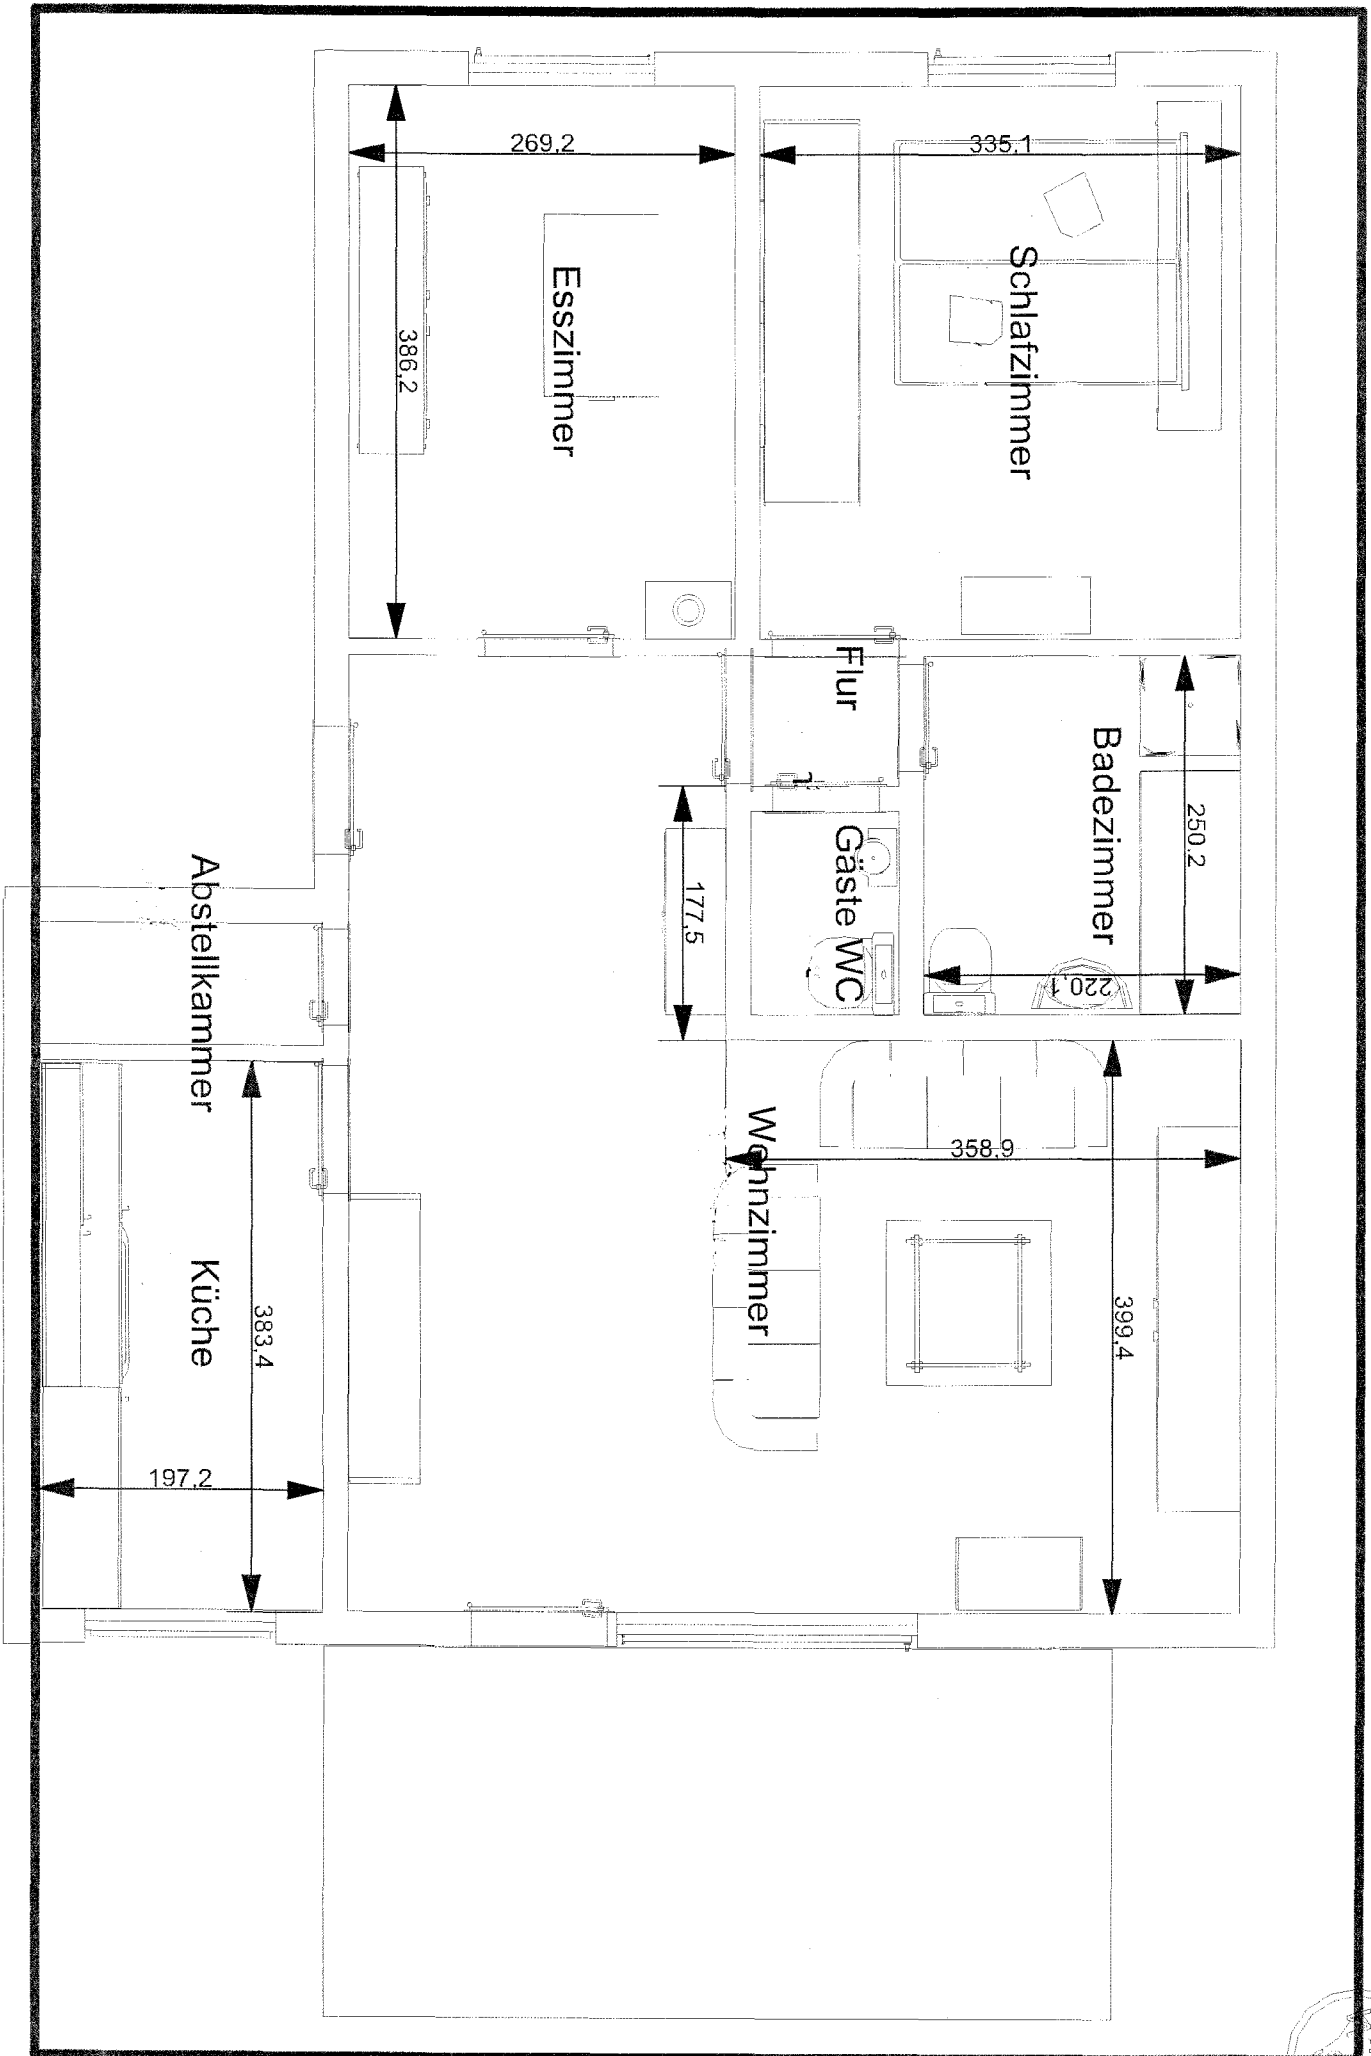 269,2
335,1
386,2
Esszimmer
Schlafzimmer
Flur
Badezimmer
250,2
177,5
Gäste WC
220,1
Abstellkammer
Wohnzimmer
358,9
399,4
Küche
383,4
197,2